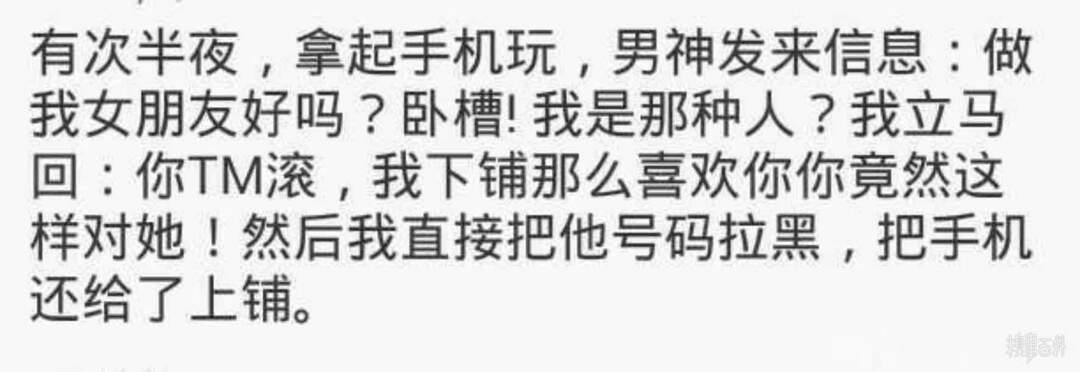 有次半夜，拿起手机玩，男神发来信息：做
我女朋友好吗？卧槽! 我是那种人？我立马
回：你TM滚，我下铺那么喜欢你你竟然这
样对她！然后我直接把他号码拉黑，把手机
还给了上铺。